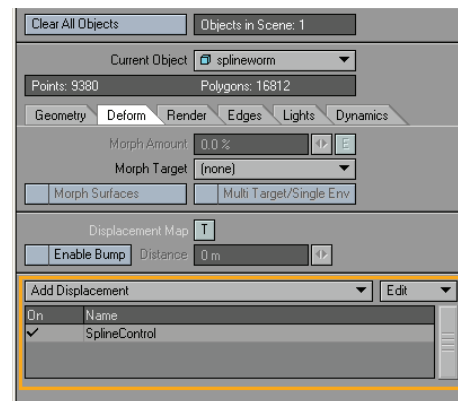 Clear All Objects Objects in Scene: 1
Current Object splineworm
Points: 9380 Polygons: 16812
Geometry Deform Render Edges Lights Dynamics
Morph Amount 0.0 % E
Morph Target (none)
Morph Surfaces Multi Target/Single Env
Displacement Map T
Enable Bump Distance 0 m
Add Displacement Edit
On Name
SplineControl